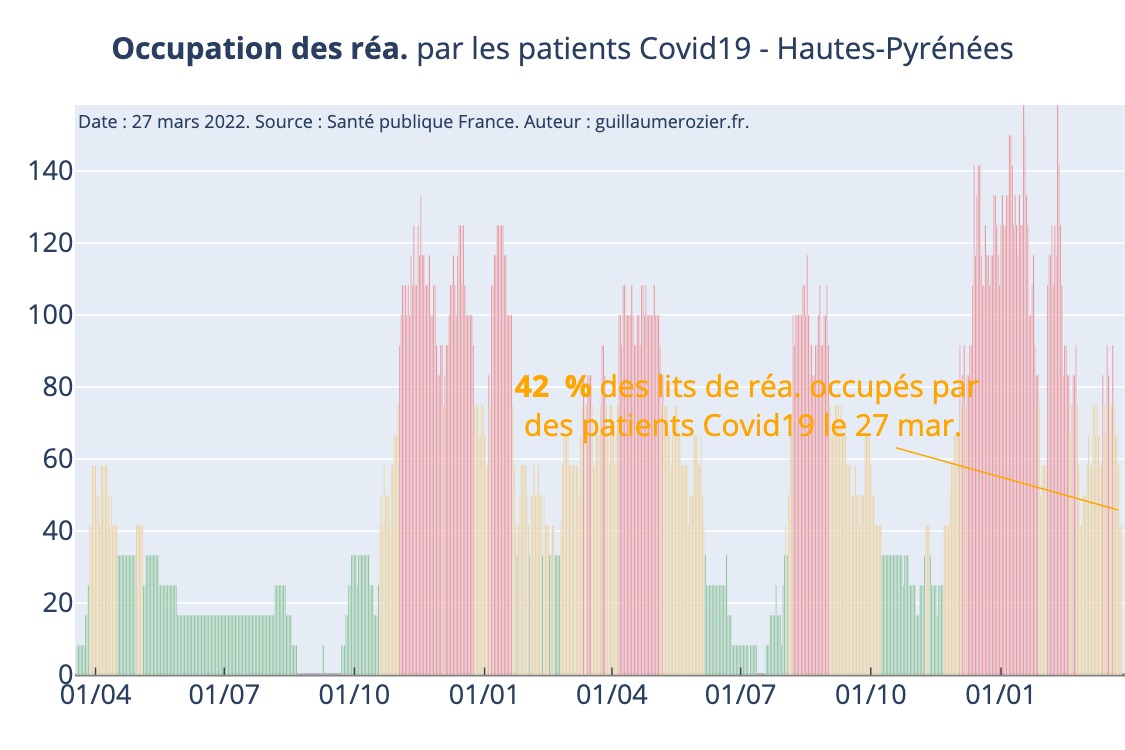 Occupation des réa. par les patients Covid19 - Hautes-Pyrénées
Date : 27 mars 2022. Source : Santé publique France. Auteur : guillaumerozier.fr.
140
120
100
80
60
40
20
0
42 % des lits de réa. occupés par
des patients Covid19 le 27 mar.
01/04 01/07 01/10 01/01 01/04 01/07 01/10 01/01